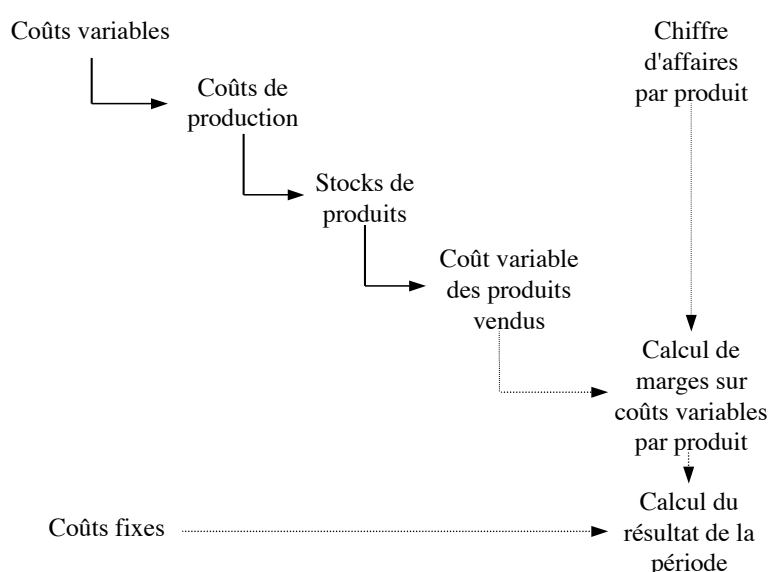 Coûts variables
Chiffre
d'affaires
par produit
Coûts de
production
Stocks de
produits
Coût variable
des produits
vendus
Calcul de
marges sur
coûts variables
par produit
Coûts fixes
Calcul du
résultat de la
période